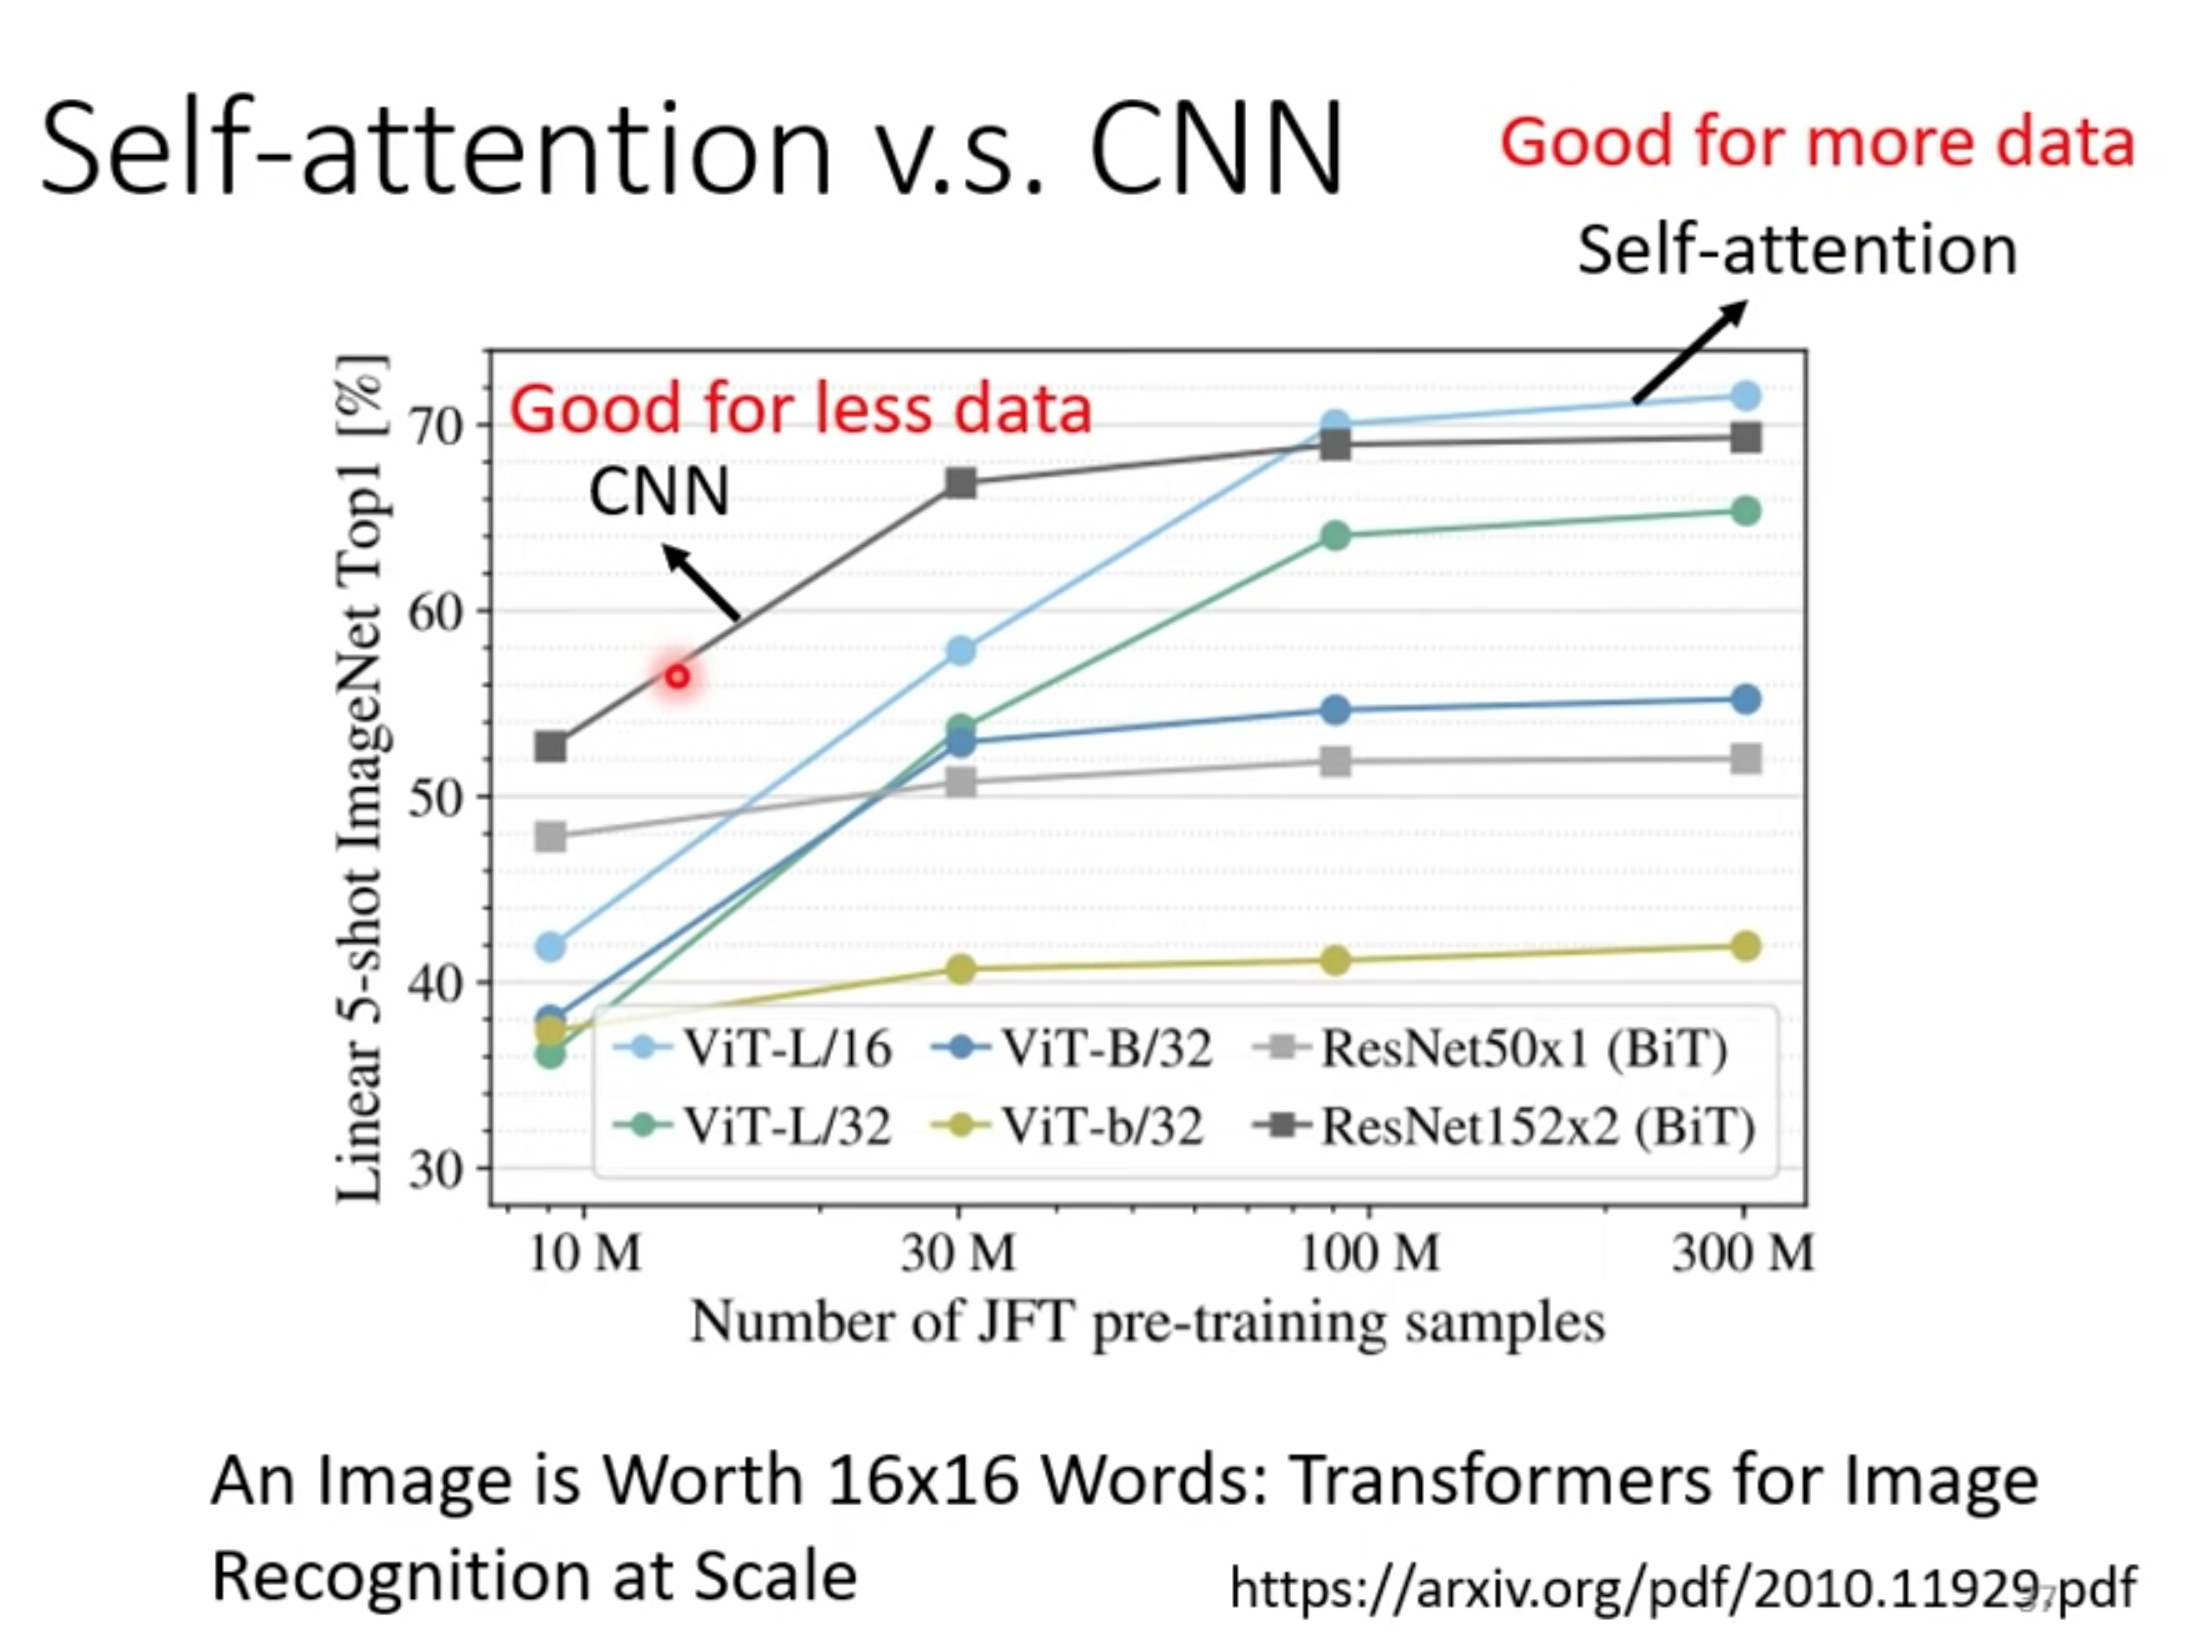 Self-attention v.s. CNN
Good for more data
Self-attention
Good for less data
CNN
Linear 5-shot ImageNet Top1 [%]
70
60
50
40
30
ViT-L/16 ViT-B/32 ResNet50x1 (BiT)
ViT-L/32 ViT-b/32 ResNet152x2 (BiT)
10 M 30 M 100 M 300 M
Number of JFT pre-training samples
An Image is Worth 16x16 Words: Transformers for Image
Recognition at Scale
https://arxiv.org/pdf/2010.11929.pdf
37